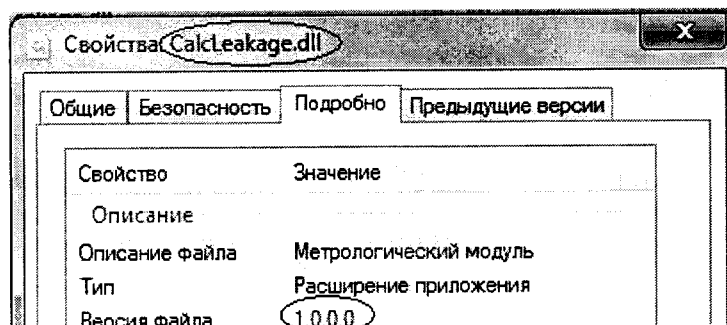 Свойства: CalcLeakage.dll
Общие Безопасность Подробно Предыдущие версии
Свойство Значение
Описание
Описание файла Метрологический модуль
Тип Расширение приложения
Версия файла 1.0.0.0